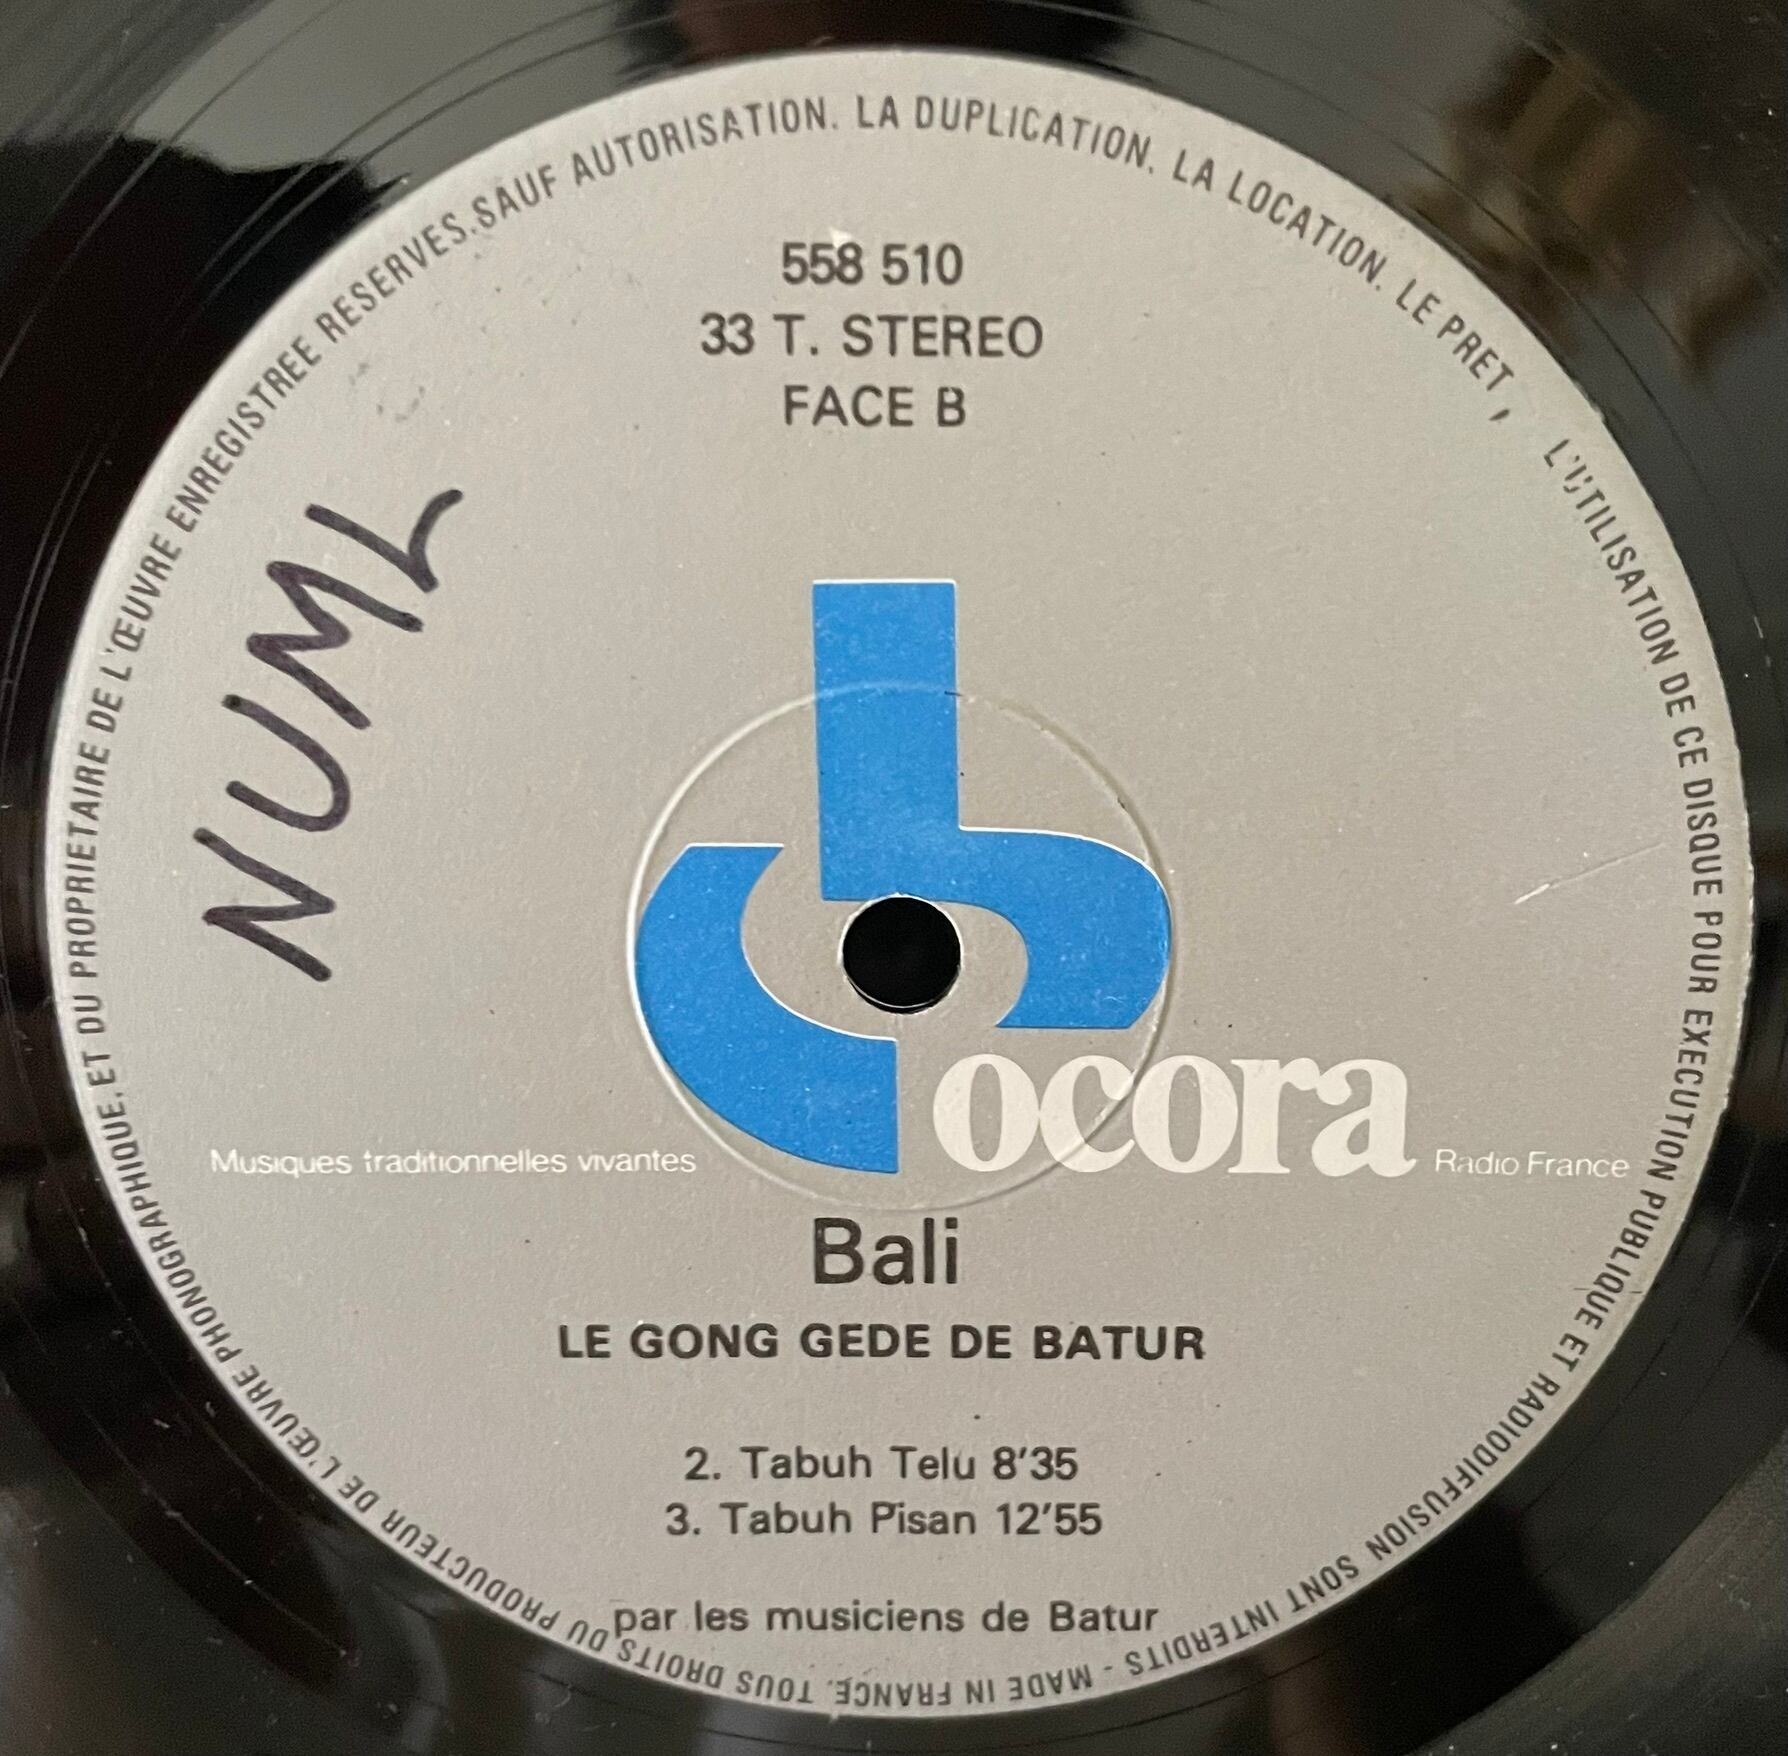 558 510
33 T. STEREO
FACE B
NUML
ocora
Musiques traditionnelles vivantes
Radio France
Bali
LE GONG GEDE DE BATUR
2. Tabuh Telu 8'35
3. Tabuh Pisan 12'55
par les musiciens de Batur
TOUS DROITS DU PRODUCTEUR DE L'ŒUVRE PHONOGRAPHIQUE, ET DU PROPRIETAIRE DE L'ŒUVRE ENREGISTREE RESERVES. SAUF AUTORISATION. LA DUPLICATION. LA LOCATION. LE PRET, L'UTILISATION DE CE DISQUE POUR EXECUTION PUBLIQUE ET RADIODIFFUSION SONT INTERDITS - MADE IN FRANCE.